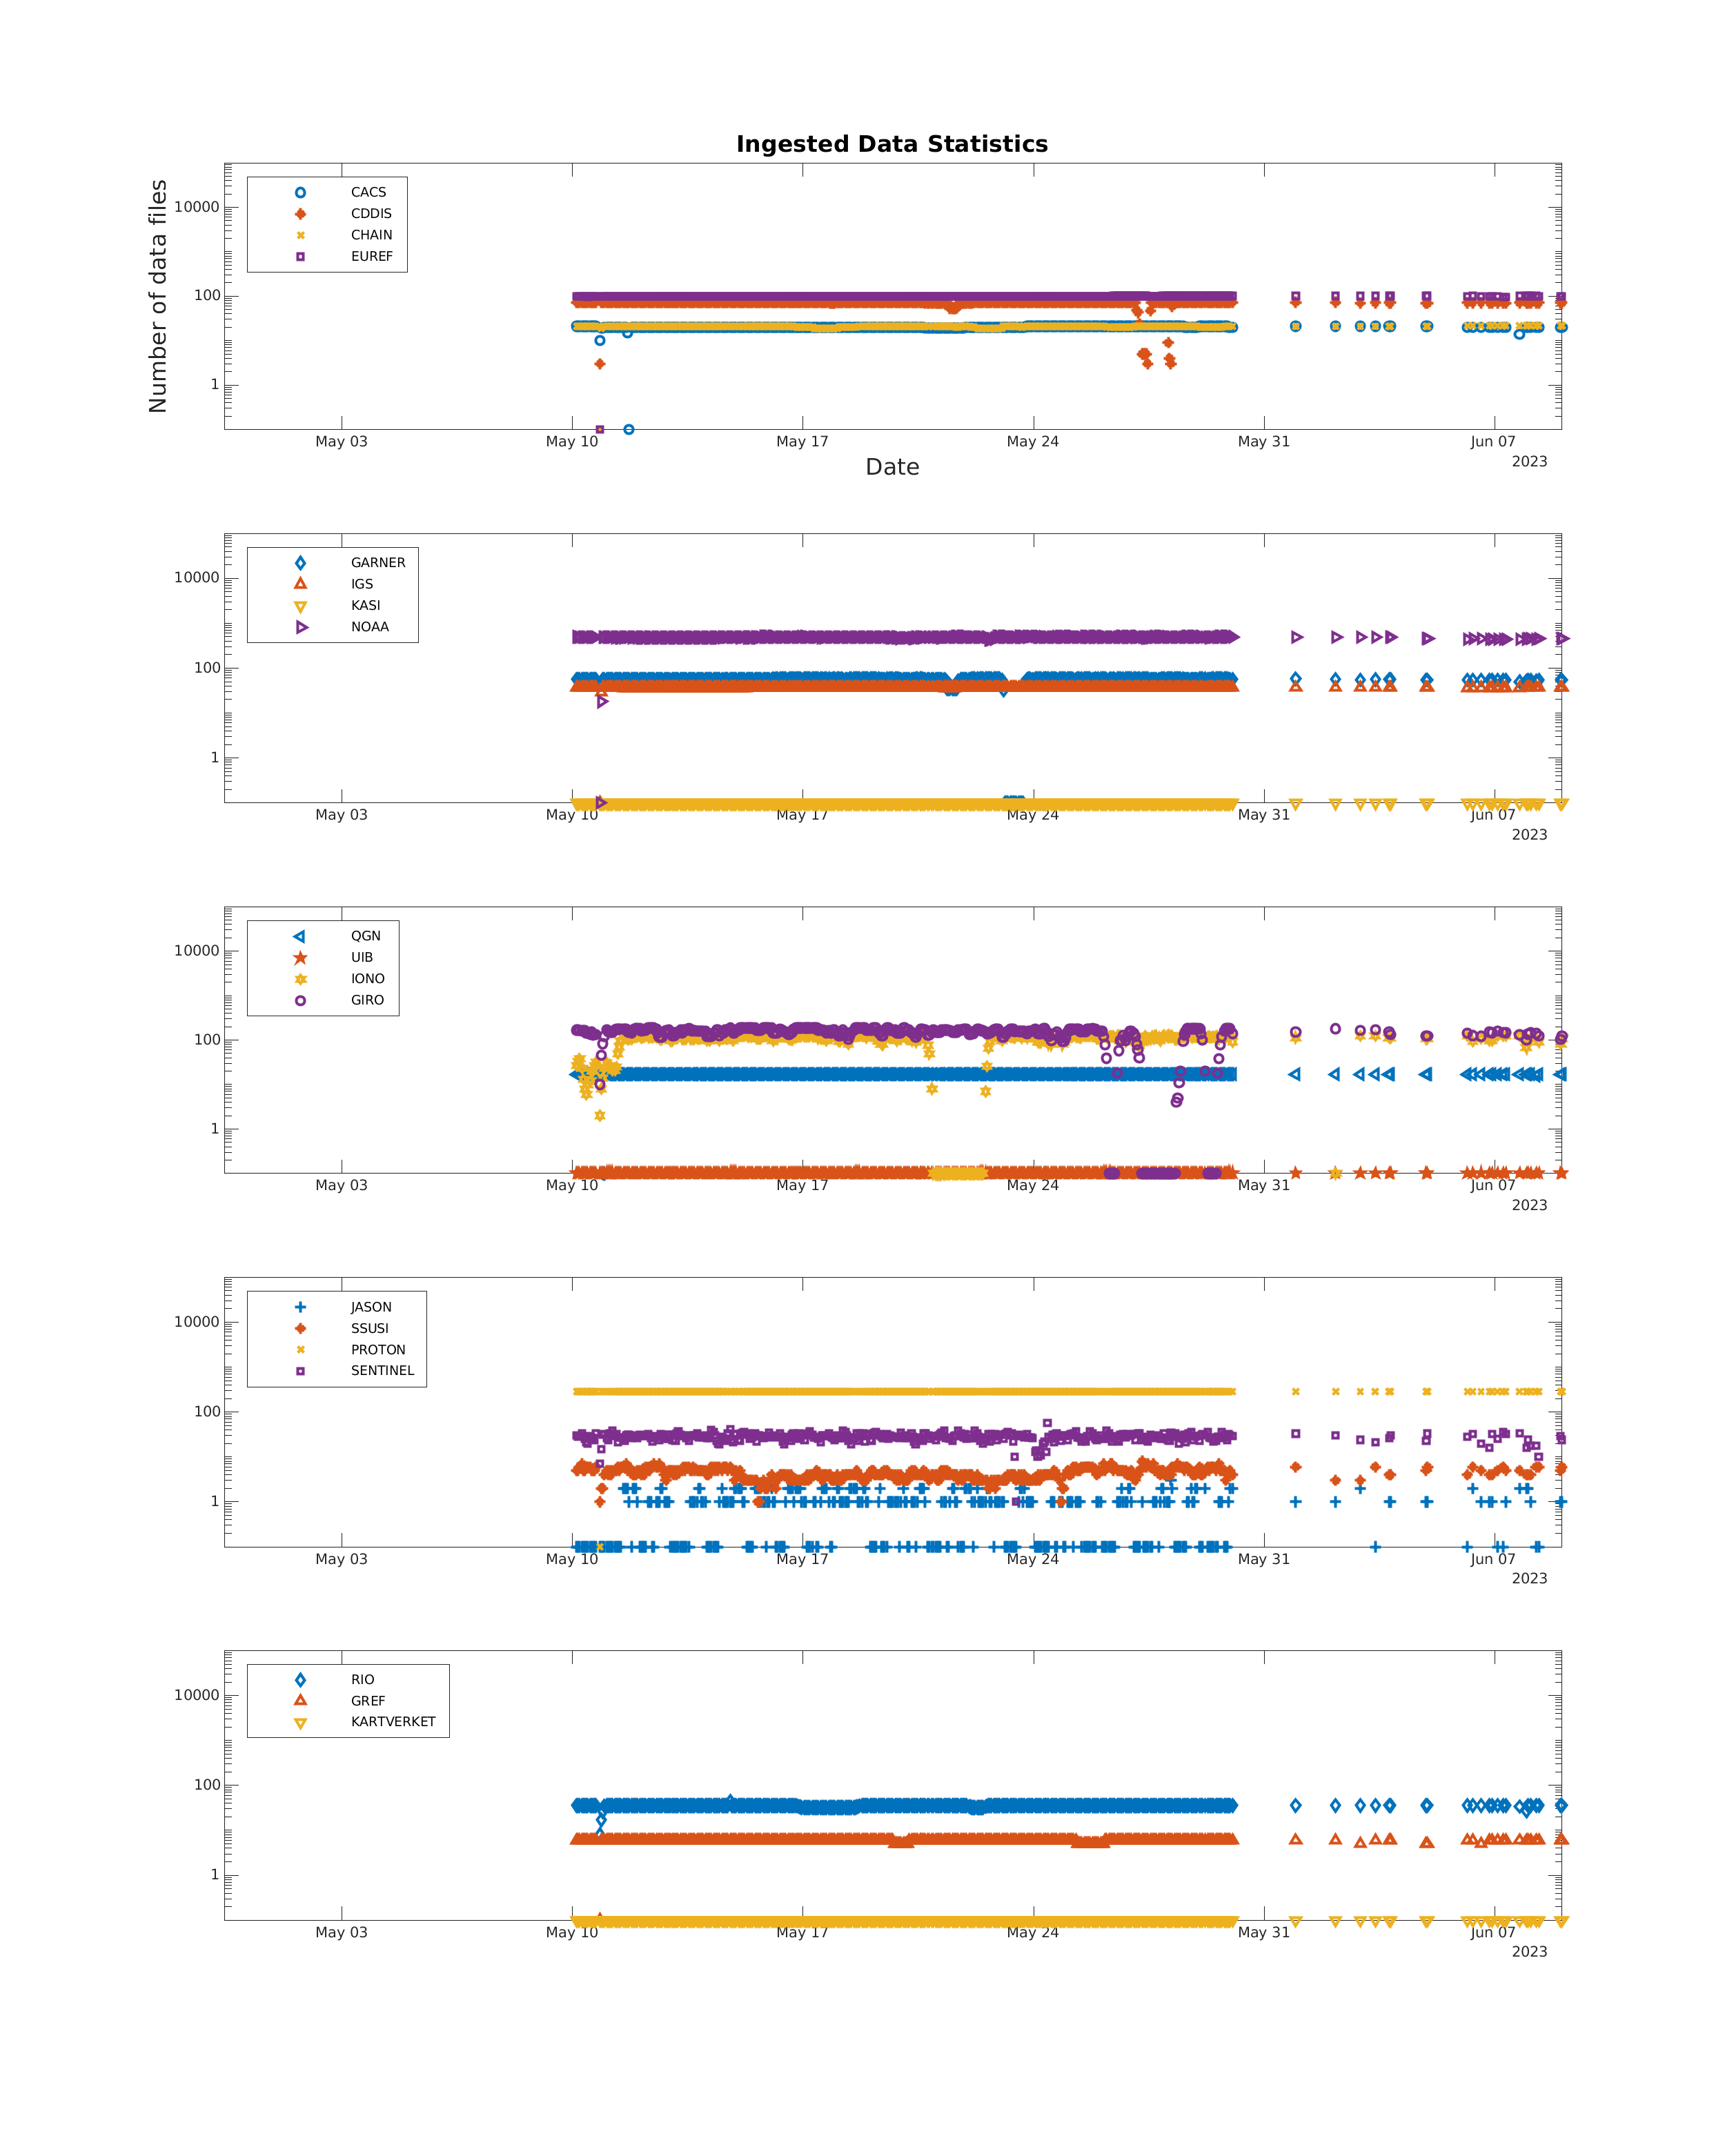 Ingested Data Statistics
Number of data files
10000
100
1
CACS
CDDIS
CHAIN
EUREF
May 03 May 10 May 17 May 24 May 31 Jun 07
2023
Date
10000
100
1
GARNER
IGS
KASI
NOAA
May 03 May 10 May 17 May 24 May 31 Jun 07
2023
10000
100
1
QGN
UIB
IONO
GIRO
May 03 May 10 May 17 May 24 May 31 Jun 07
2023
10000
100
1
JASON
SSUSI
PROTON
SENTINEL
May 03 May 10 May 17 May 24 May 31 Jun 07
2023
10000
100
1
RIO
GREF
KARTVERKET
May 03 May 10 May 17 May 24 May 31 Jun 07
2023